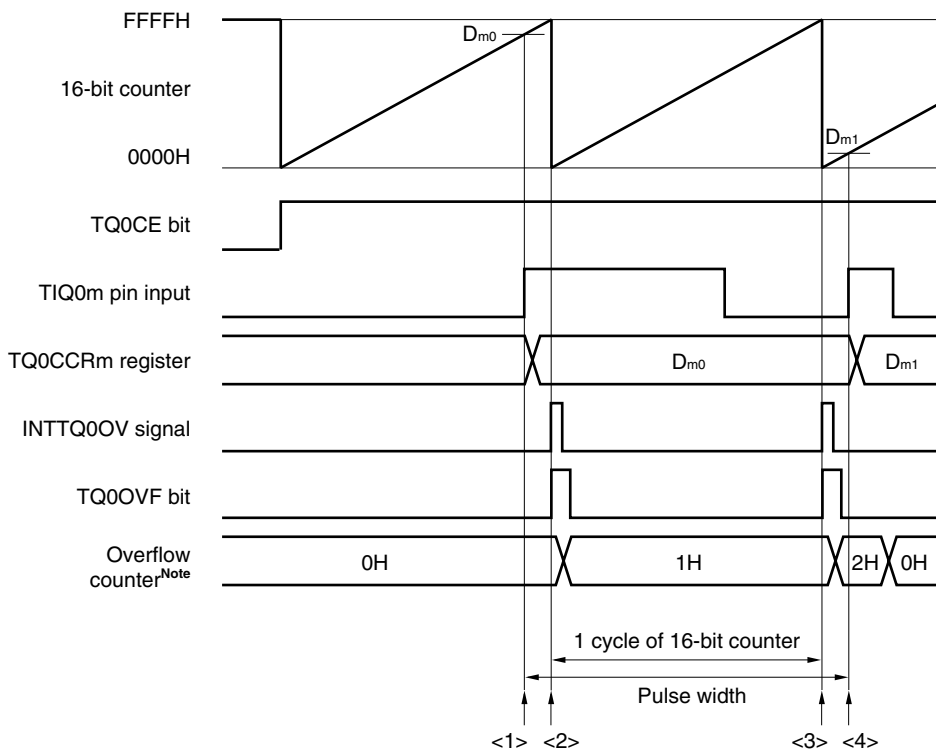 FFFFH
Dm0
16-bit counter
0000H
Dm1
TQ0CE bit
TIQ0m pin input
TQ0CCRm register
Dm0
Dm1
INTTQ0OV signal
TQ0OVF bit
Overflow
counterNote
0H
1H
2H
0H
1 cycle of 16-bit counter
Pulse width
<1> <2> <3> <4>